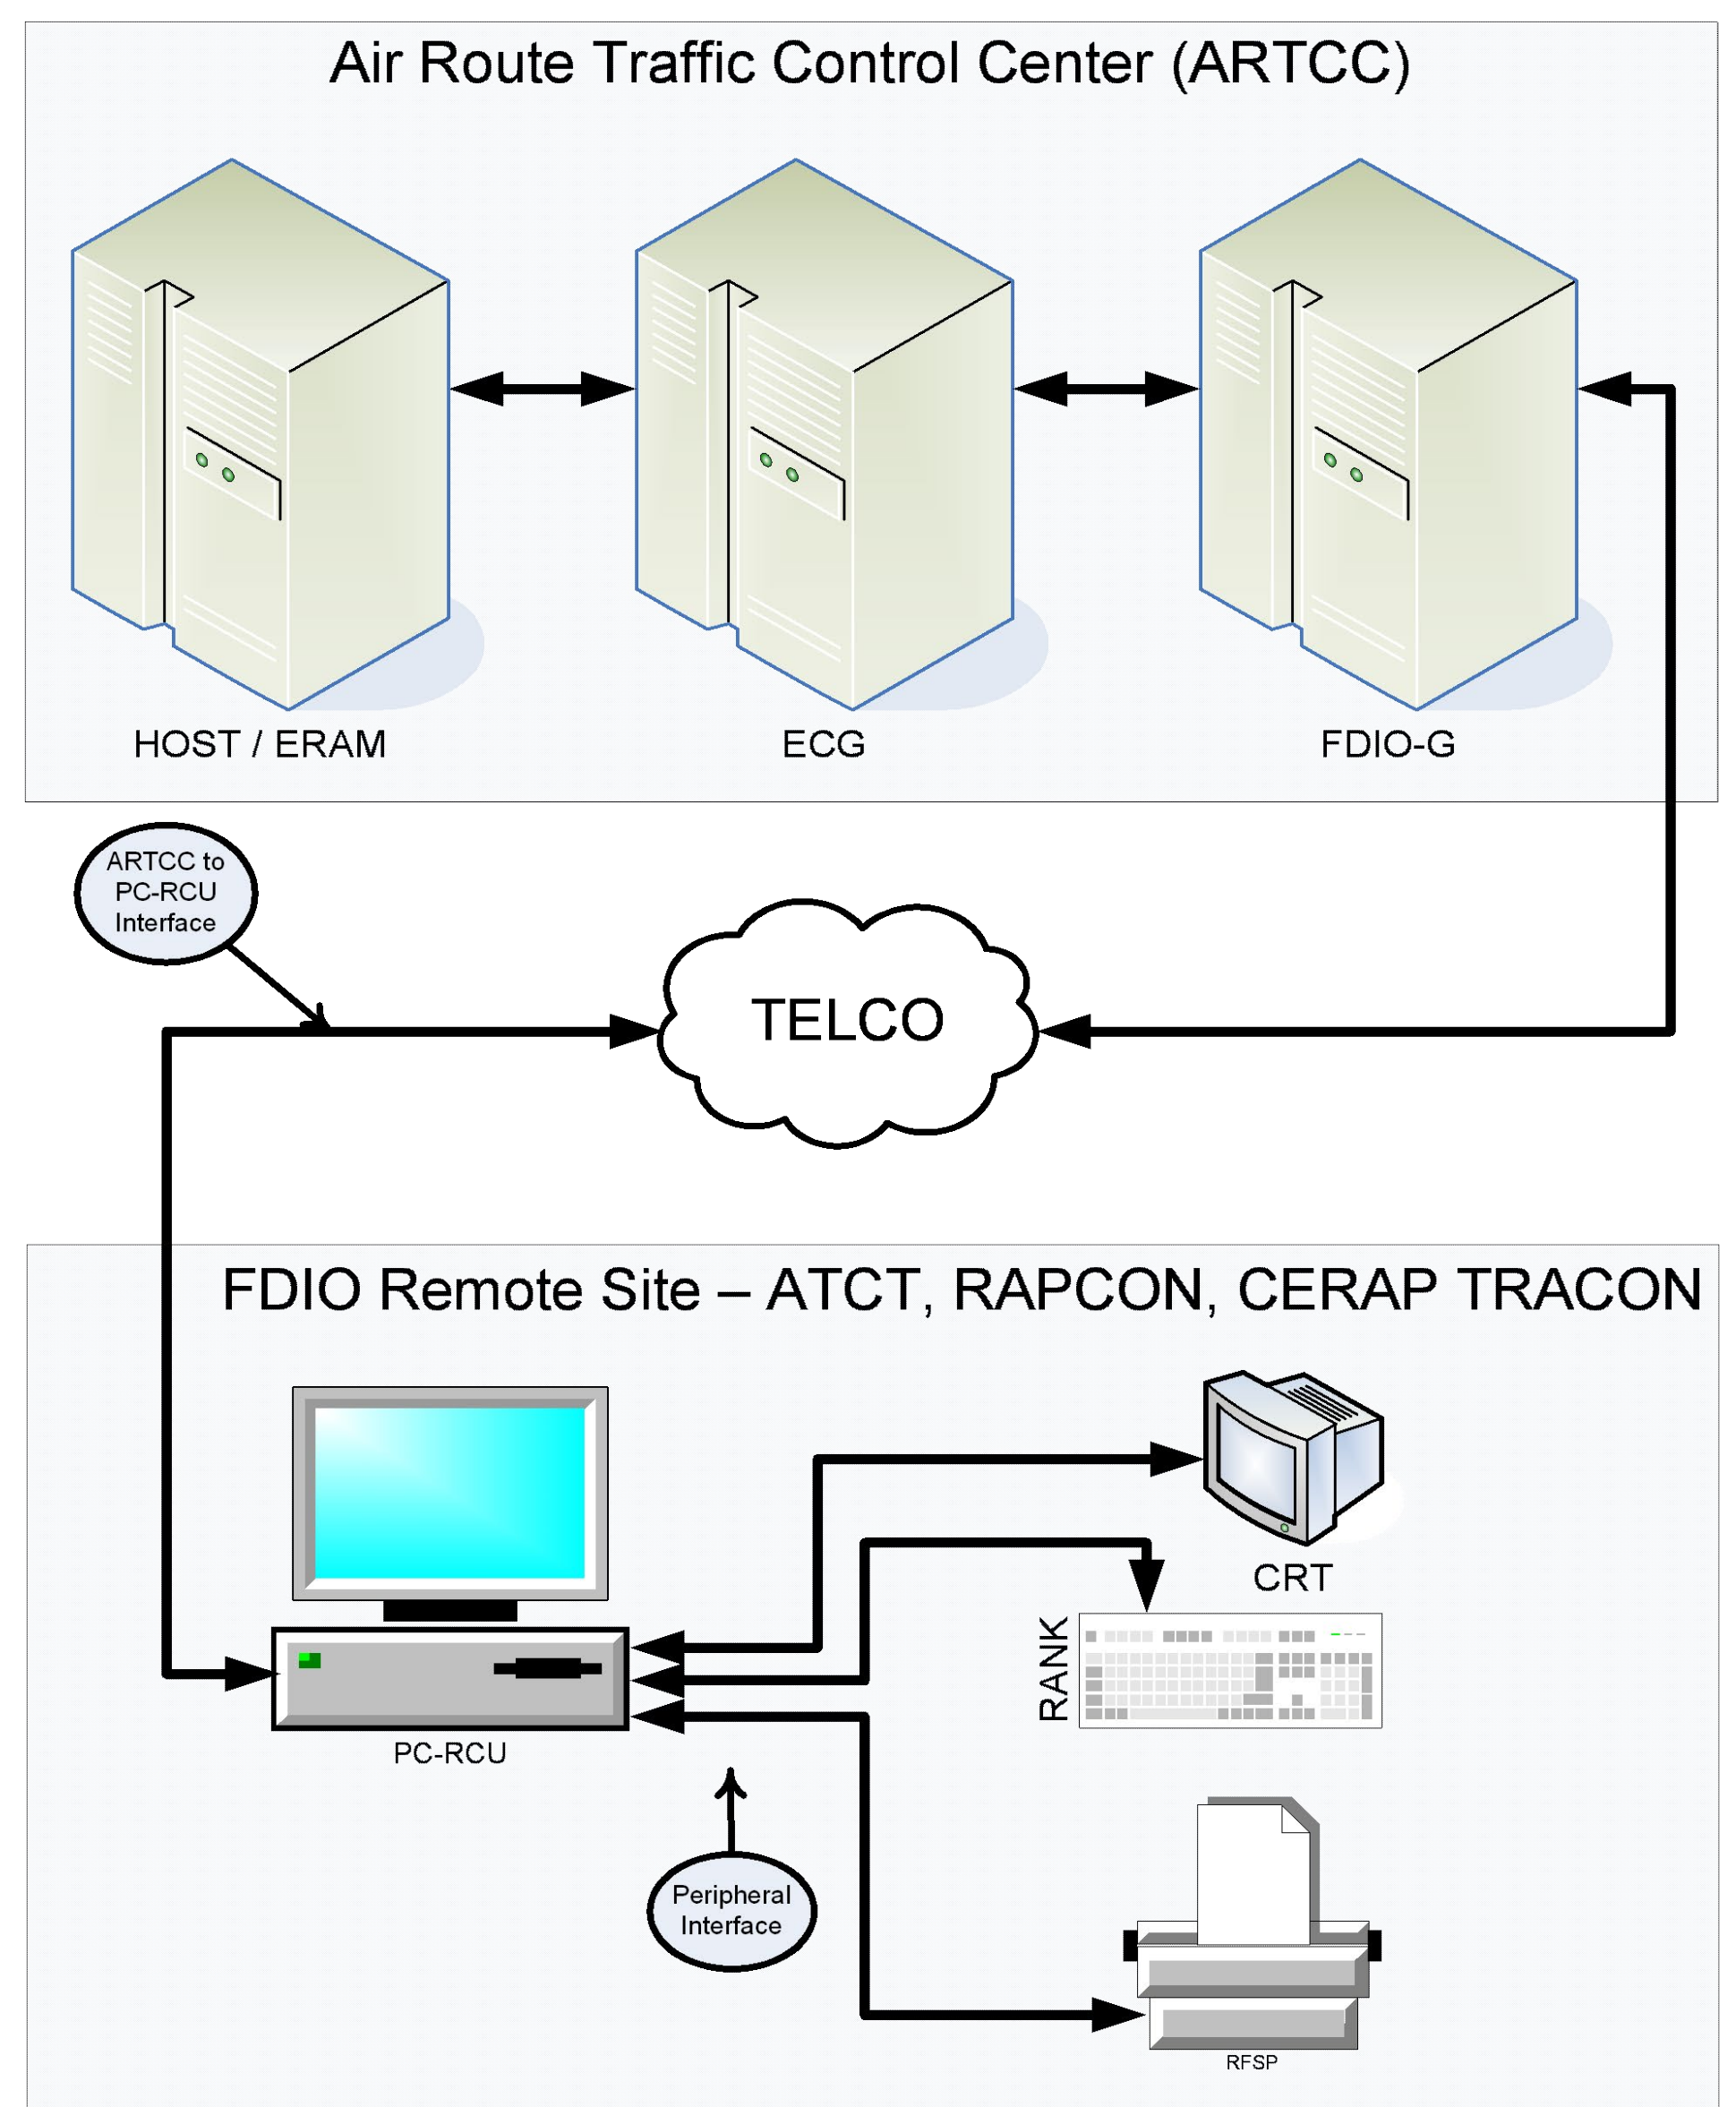 Air Route Traffic Control Center (ARTCC)
HOST / ERAM
ECG
FDIO-G
ARTCC to
PC-RCU
Interface
TELCO
FDIO Remote Site – ATCT, RAPCON, CERAP TRACON
CRT
RANK
PC-RCU
Peripheral
Interface
RFSP